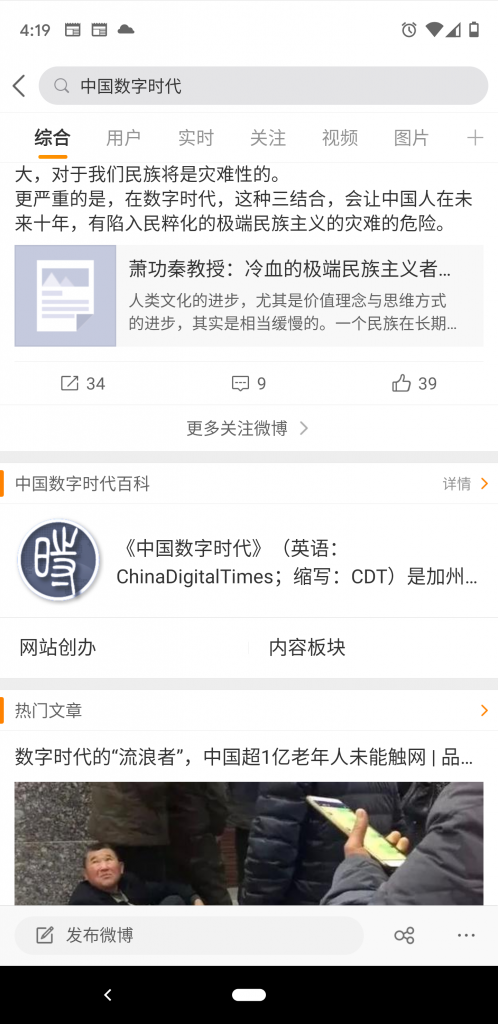 4:19
中国数字时代
综合 用户 实时 关注 视频 图片
大，对于我们民族将是灾难性的。
更严重的是，在数字时代，这种三结合，会让中国人在未
来十年，有陷入民粹化的极端民族主义的灾难的危险。
萧功秦教授：冷血的极端民族主义者...
人类文化的进步，尤其是价值理念与思维方式
的进步，其实是相当缓慢的。一个民族在长期...
34 9 39
更多关注微博
中国数字时代百科 详情
《中国数字时代》（英语：
ChinaDigitalTimes；缩写：CDT）是加州...
网站创办 内容板块
热门文章
数字时代的“流浪者”，中国超1亿老年人未能触网 | 品...
发布微博